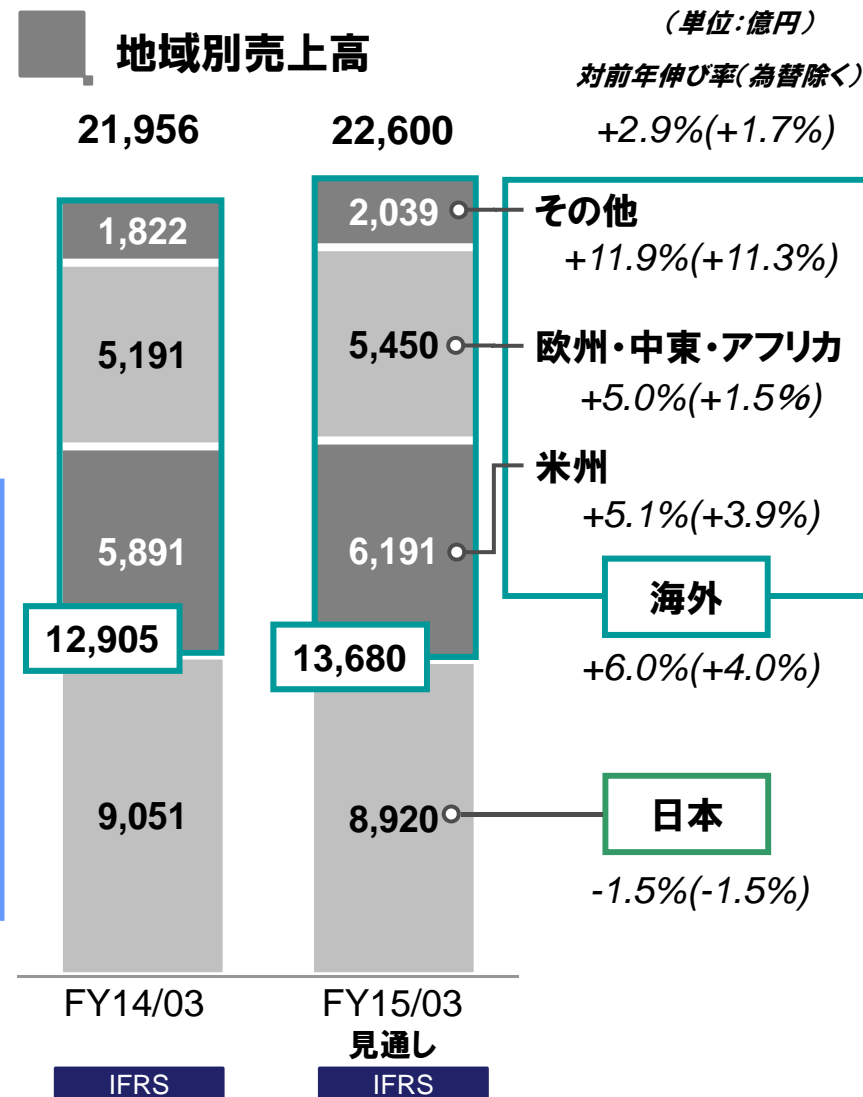 地域別売上高
（単位：億円）
対前年伸び率（為替除く）
21,956
22,600
+2.9%(+1.7%)
1,822
2,039
その他
+11.9%(+11.3%)
5,191
5,450
欧州・中東・アフリカ
+5.0%(+1.5%)
米州
+5.1%(+3.9%)
5,891
6,191
海外
12,905
13,680
+6.0%(+4.0%)
9,051
8,920
日本
-1.5%(-1.5%)
FY14/03
FY15/03
見通し
IFRS
IFRS